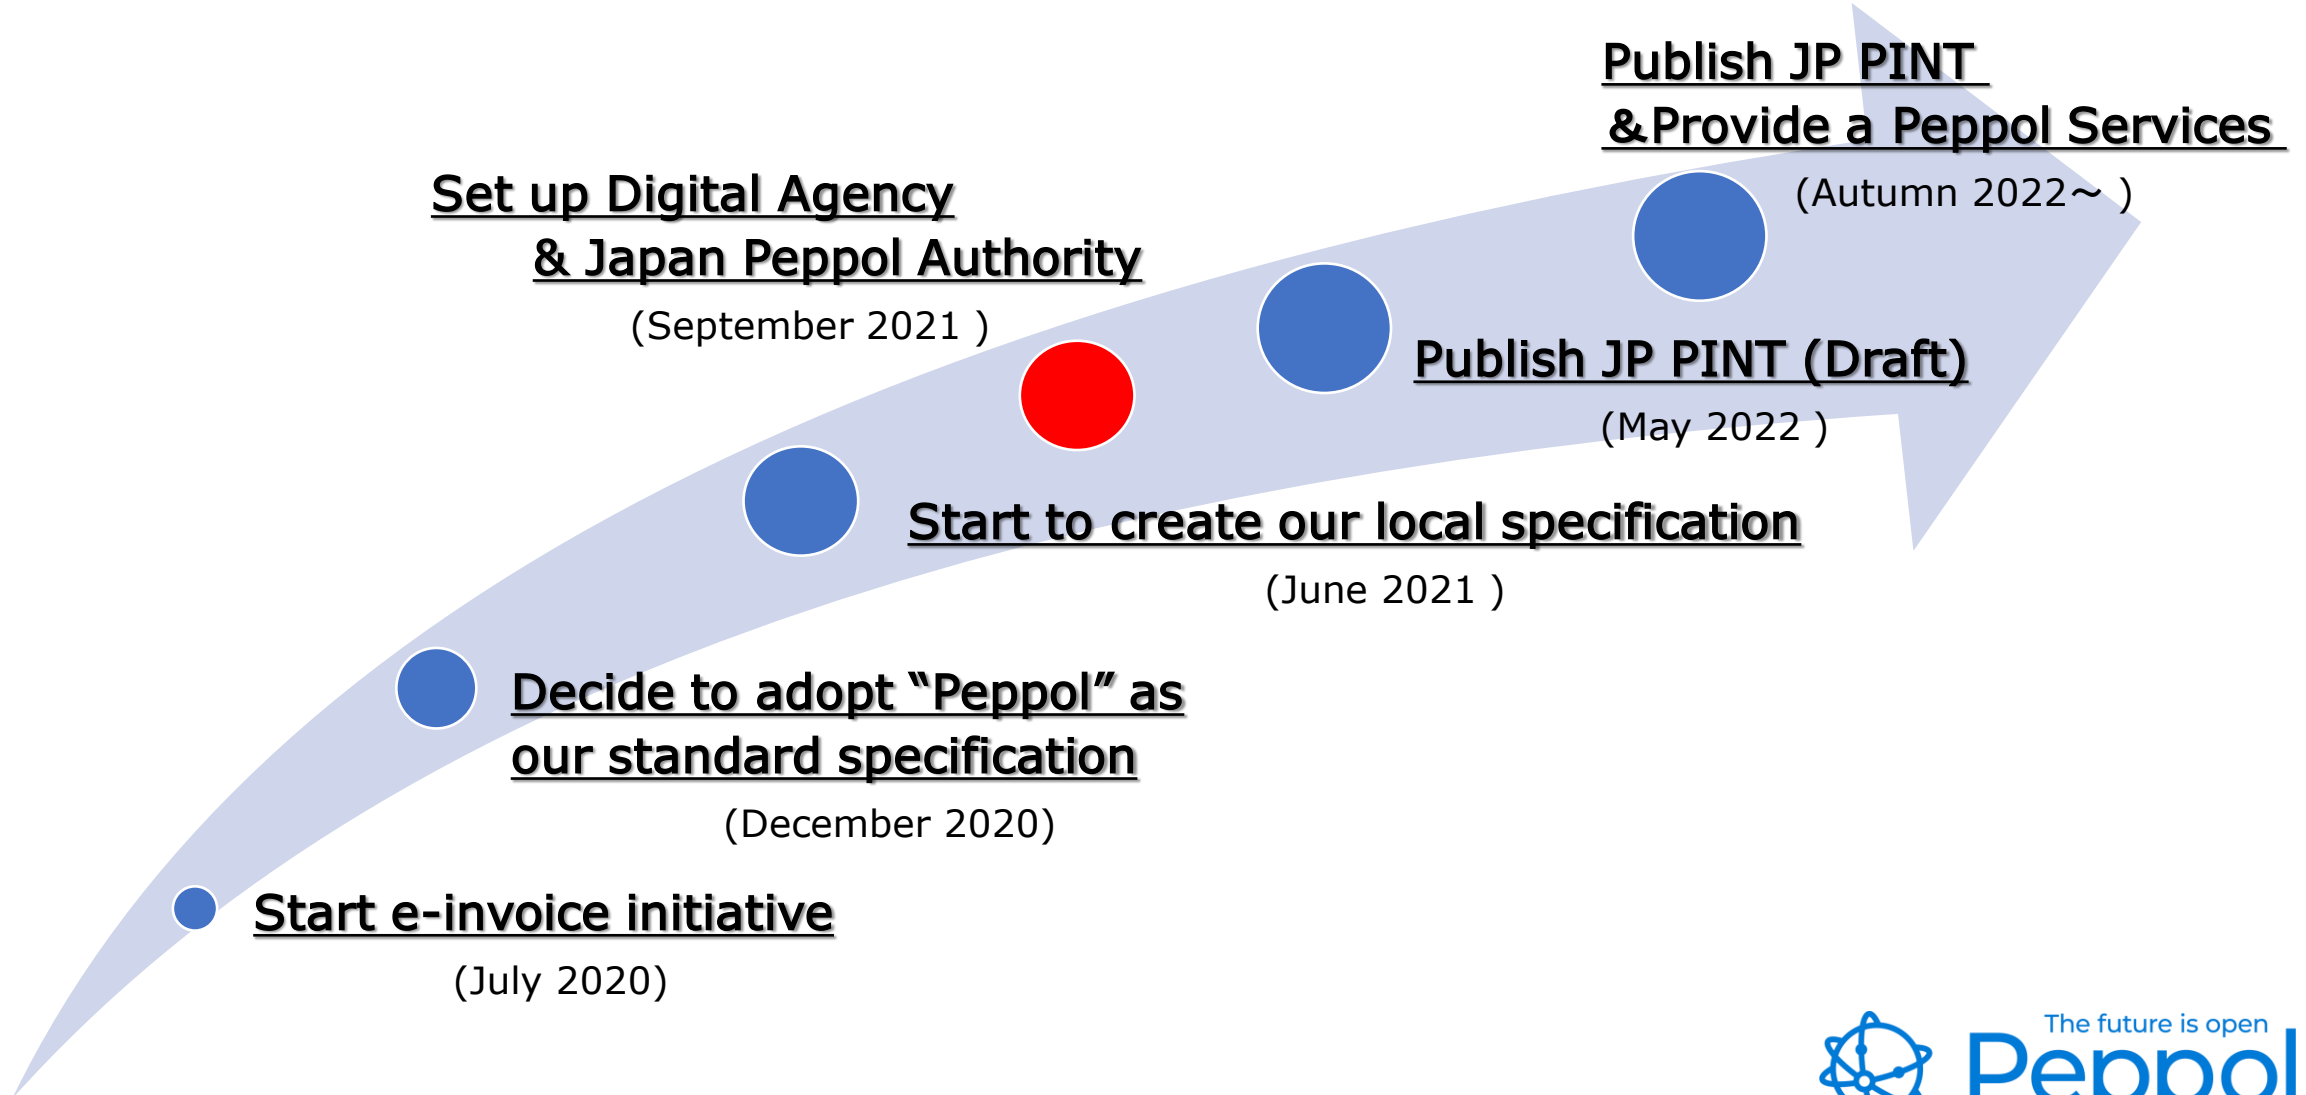 Publish JP PINT
&Provide a Peppol Services
(Autumn 2022～ )
Set up Digital Agency
& Japan Peppol Authority
(September 2021 )
Publish JP PINT (Draft)
(May 2022 )
Start to create our local specification
(June 2021 )
Decide to adopt “Peppol” as
our standard specification
(December 2020)
Start e-invoice initiative
(July 2020)
The future is open
Peppol